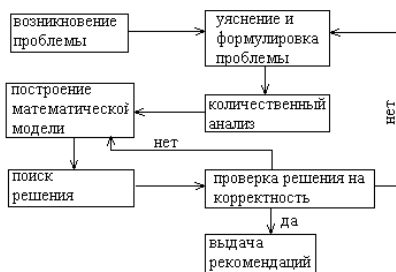 возникновение
проблемы
уяснение и
формулировка
проблемы
построение
математической
модели
количественный
анализ
нет
нет
поиск
решения
проверка решения на
корректность
да
выдача
рекомендаций